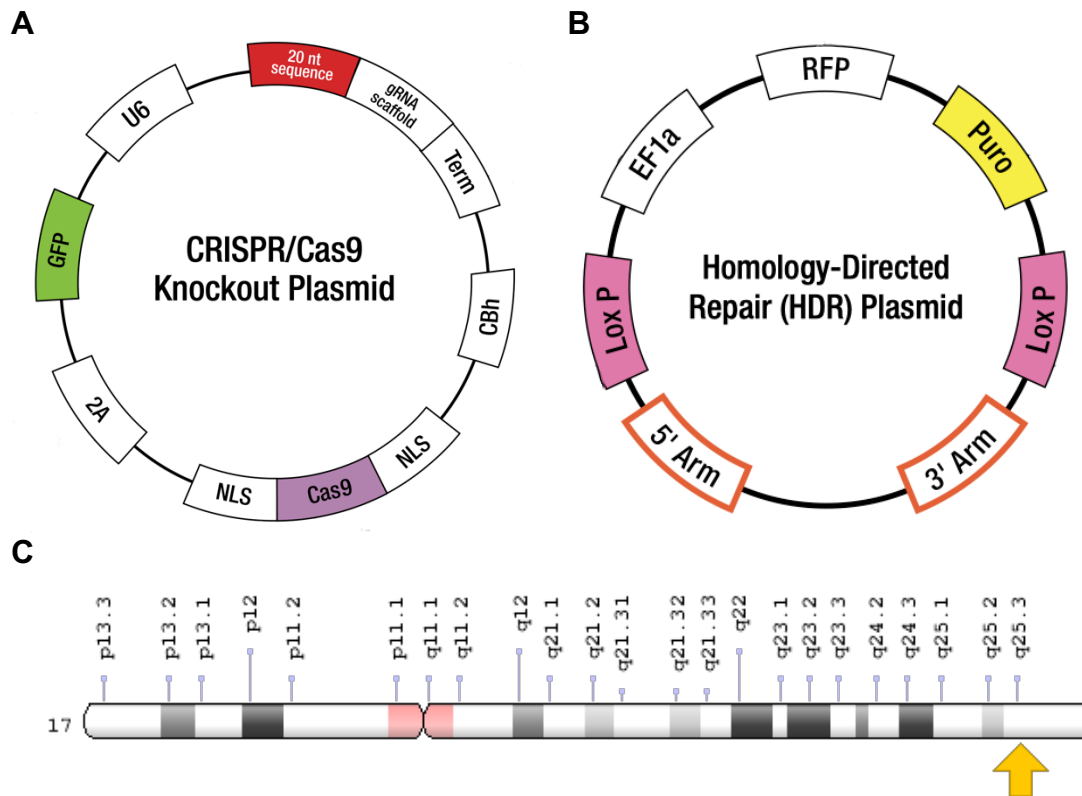 A
20 nt
sequence
gRNA
scaffold
Term
CBh
NLS
Cas9
NLS
2A
GFP
U6
CRISPR/Cas9
Knockout Plasmid
B
RFP
Puro
Lox P
3' Arm
5' Arm
Lox P
EF1a
Homology-Directed
Repair (HDR) Plasmid
C
p13.3
p13.2
p13.1
p12
p11.2
p11.1
q11.1
q11.2
q12
q21.1
q21.2
q21.31
q21.32
q21.33
q22
q23.1
q23.2
q23.3
q24.2
q24.3
q25.1
q25.2
q25.3
17